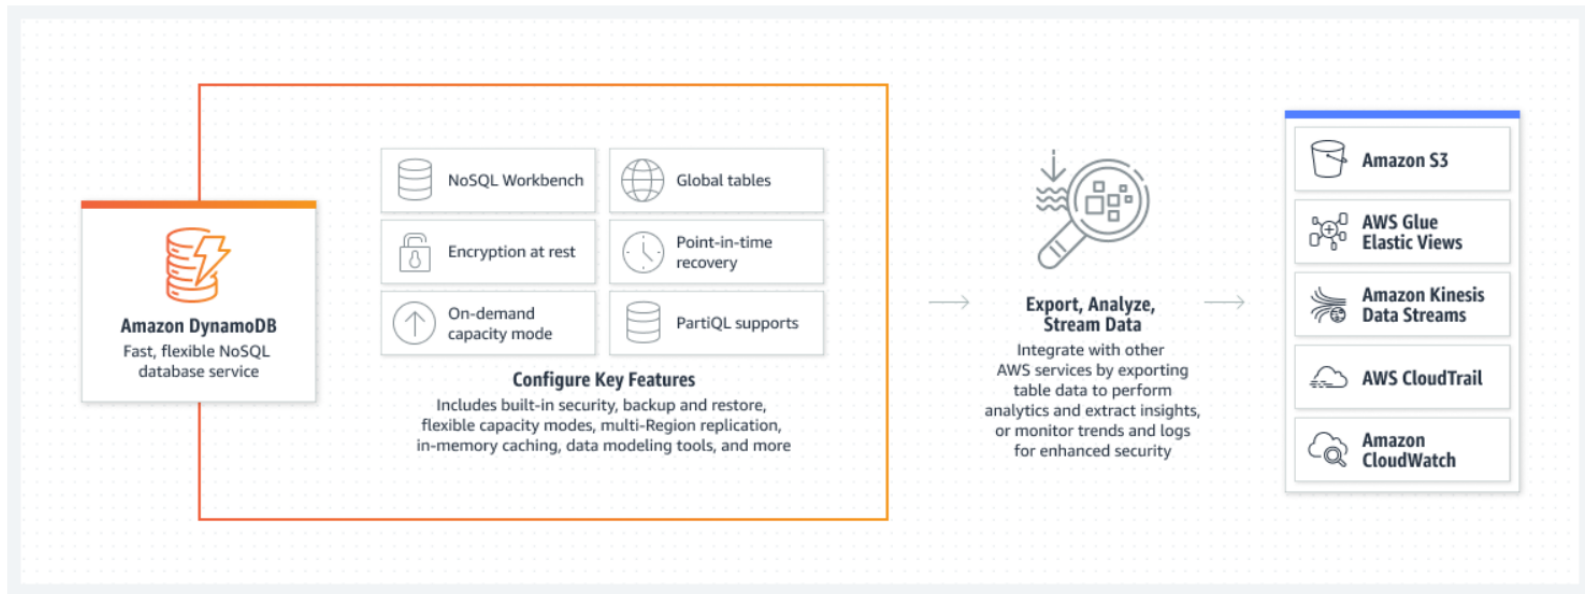 Amazon DynamoDB
Fast, flexible NoSQL
database service
NoSQL Workbench
Global tables
Encryption at rest
Point-in-time
recovery
On-demand
capacity mode
PartiQL supports
Configure Key Features
Includes built-in security, backup and restore,
flexible capacity modes, multi-Region replication,
in-memory caching, data modeling tools, and more
Export, Analyze,
Stream Data
Integrate with other
AWS services by exporting
table data to perform
analytics and extract insights,
or monitor trends and logs
for enhanced security
Amazon S3
AWS Glue
Elastic Views
Amazon Kinesis
Data Streams
AWS CloudTrail
Amazon
CloudWatch